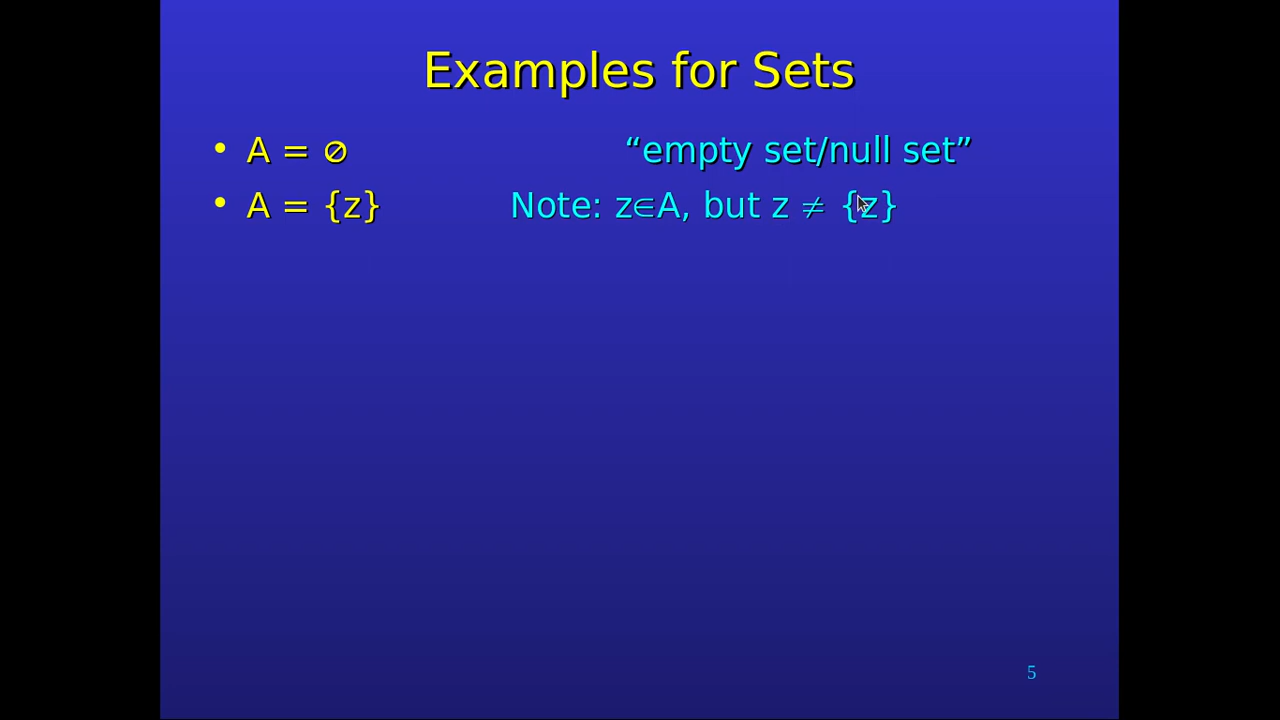 Examples for Sets
• A = ∅ “empty set/null set”
• A = {z} Note: z∈A, but z ≠ {z}
5